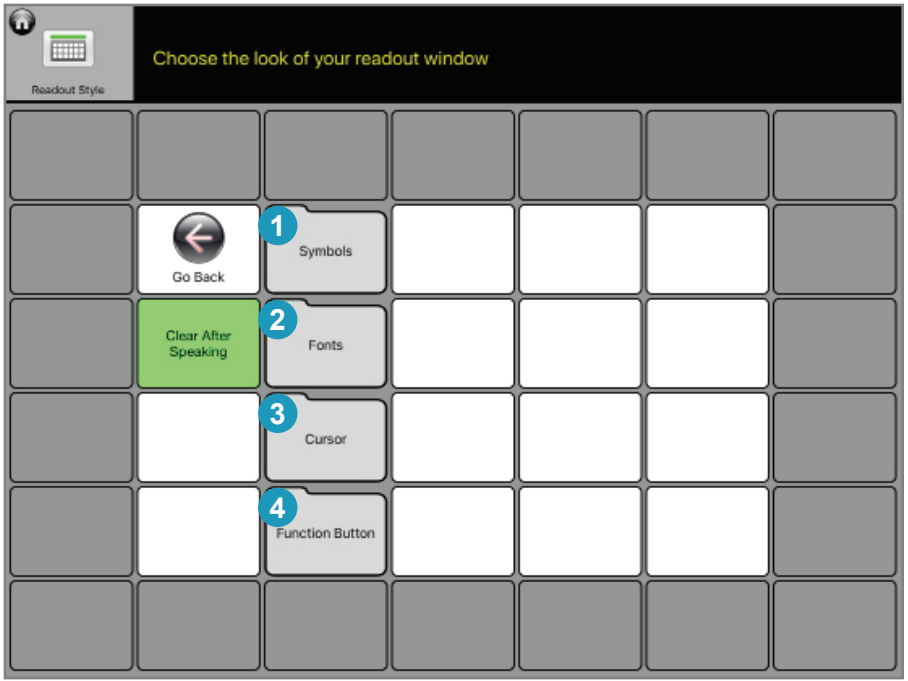 Choose the look of your readout window
Readout Style
1
Symbols
Go Back
2
Clear After
Speaking
Fonts
3
Cursor
4
Function Button